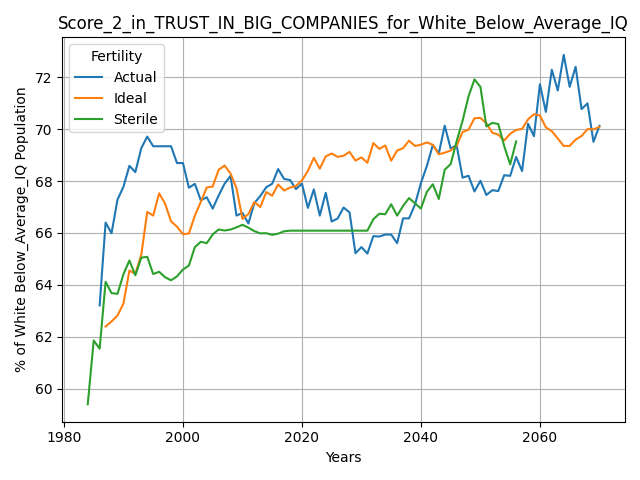 Score_2_in_TRUST_IN_BIG_COMPANIES_for_White_Below_Average_IQ
Fertility
Actual
Ideal
Sterile
% of White Below_Average_IQ Population
72
70
68
66
64
62
60
1980
2000
2020
2040
2060
Years